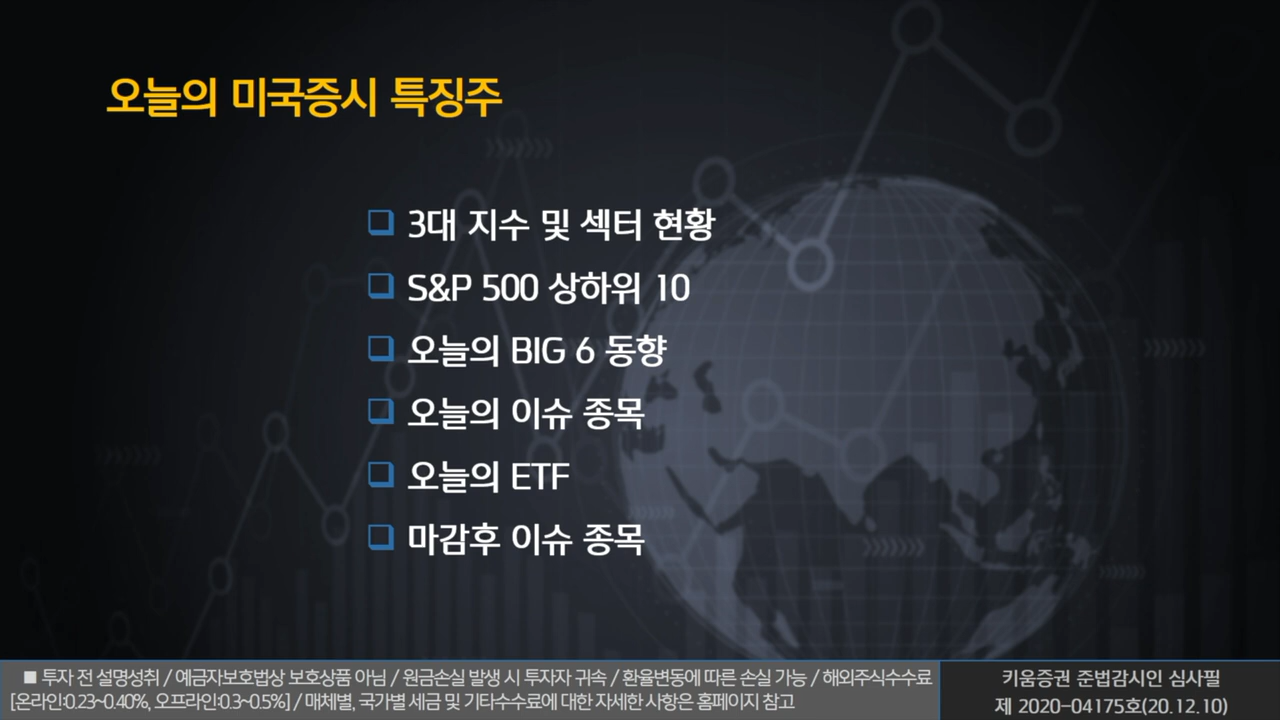 오늘의 미국증시 특징주
❏ 3대 지수 및 섹터 현황
❏ S&P 500 상하위 10
❏ 오늘의 BIG 6 동향
❏ 오늘의 이슈 종목
❏ 오늘의 ETF
❏ 마감후 이슈 종목
■ 투자 전 설명성취 / 예금자보호법상 보호상품 아님 / 원금손실 발생 시 투자자 귀속 / 환율변동에 따른 손실 가능 / 해외주식수수료
[온라인:0.23~0.40%, 오프라인:0.3~0.5%] / 매체별, 국가별 세금 및 기타수수료에 대한 자세한 사항은 홈페이지 참고
키움증권 준법감시인 심사필
제 2020-04175호(20.12.10)